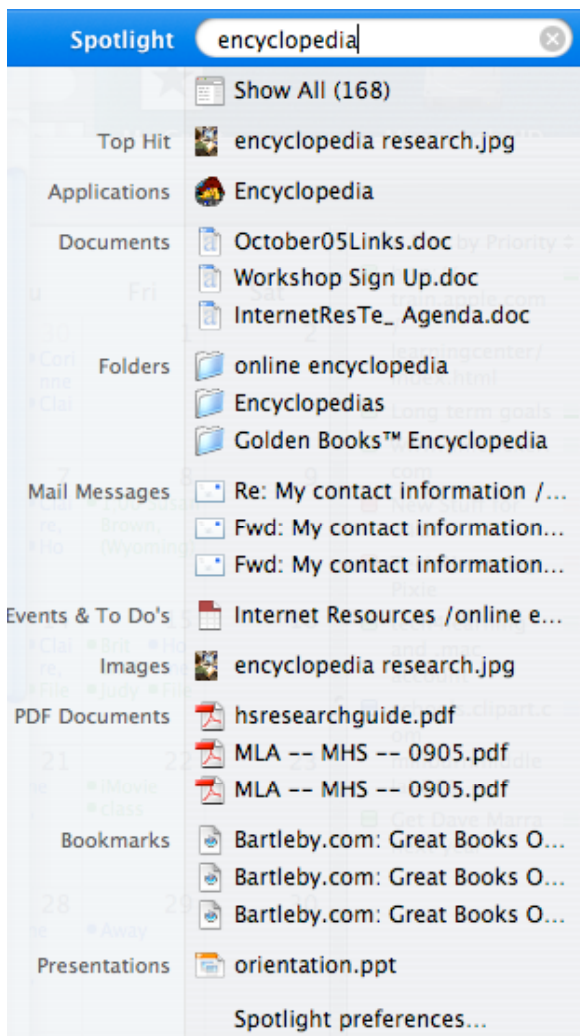 Spotlight encyclopedia
Show All (168)
Top Hit encyclopedia research.jpg
Applications Encyclopedia
Documents October05Links.doc
Workshop Sign Up.doc
InternetResTe_ Agenda.doc
Folders online encyclopedia
Encyclopedias
Golden Books™ Encyclopedia
Mail Messages Re: My contact information /...
Fwd: My contact information...
Fwd: My contact information...
Events & To Do's Internet Resources /online e...
Images encyclopedia research.jpg
PDF Documents hsresearchguide.pdf
MLA -- MHS -- 0905.pdf
MLA -- MHS -- 0905.pdf
Bookmarks Bartleby.com: Great Books O...
Bartleby.com: Great Books O...
Bartleby.com: Great Books O...
Presentations orientation.ppt
Spotlight preferences...